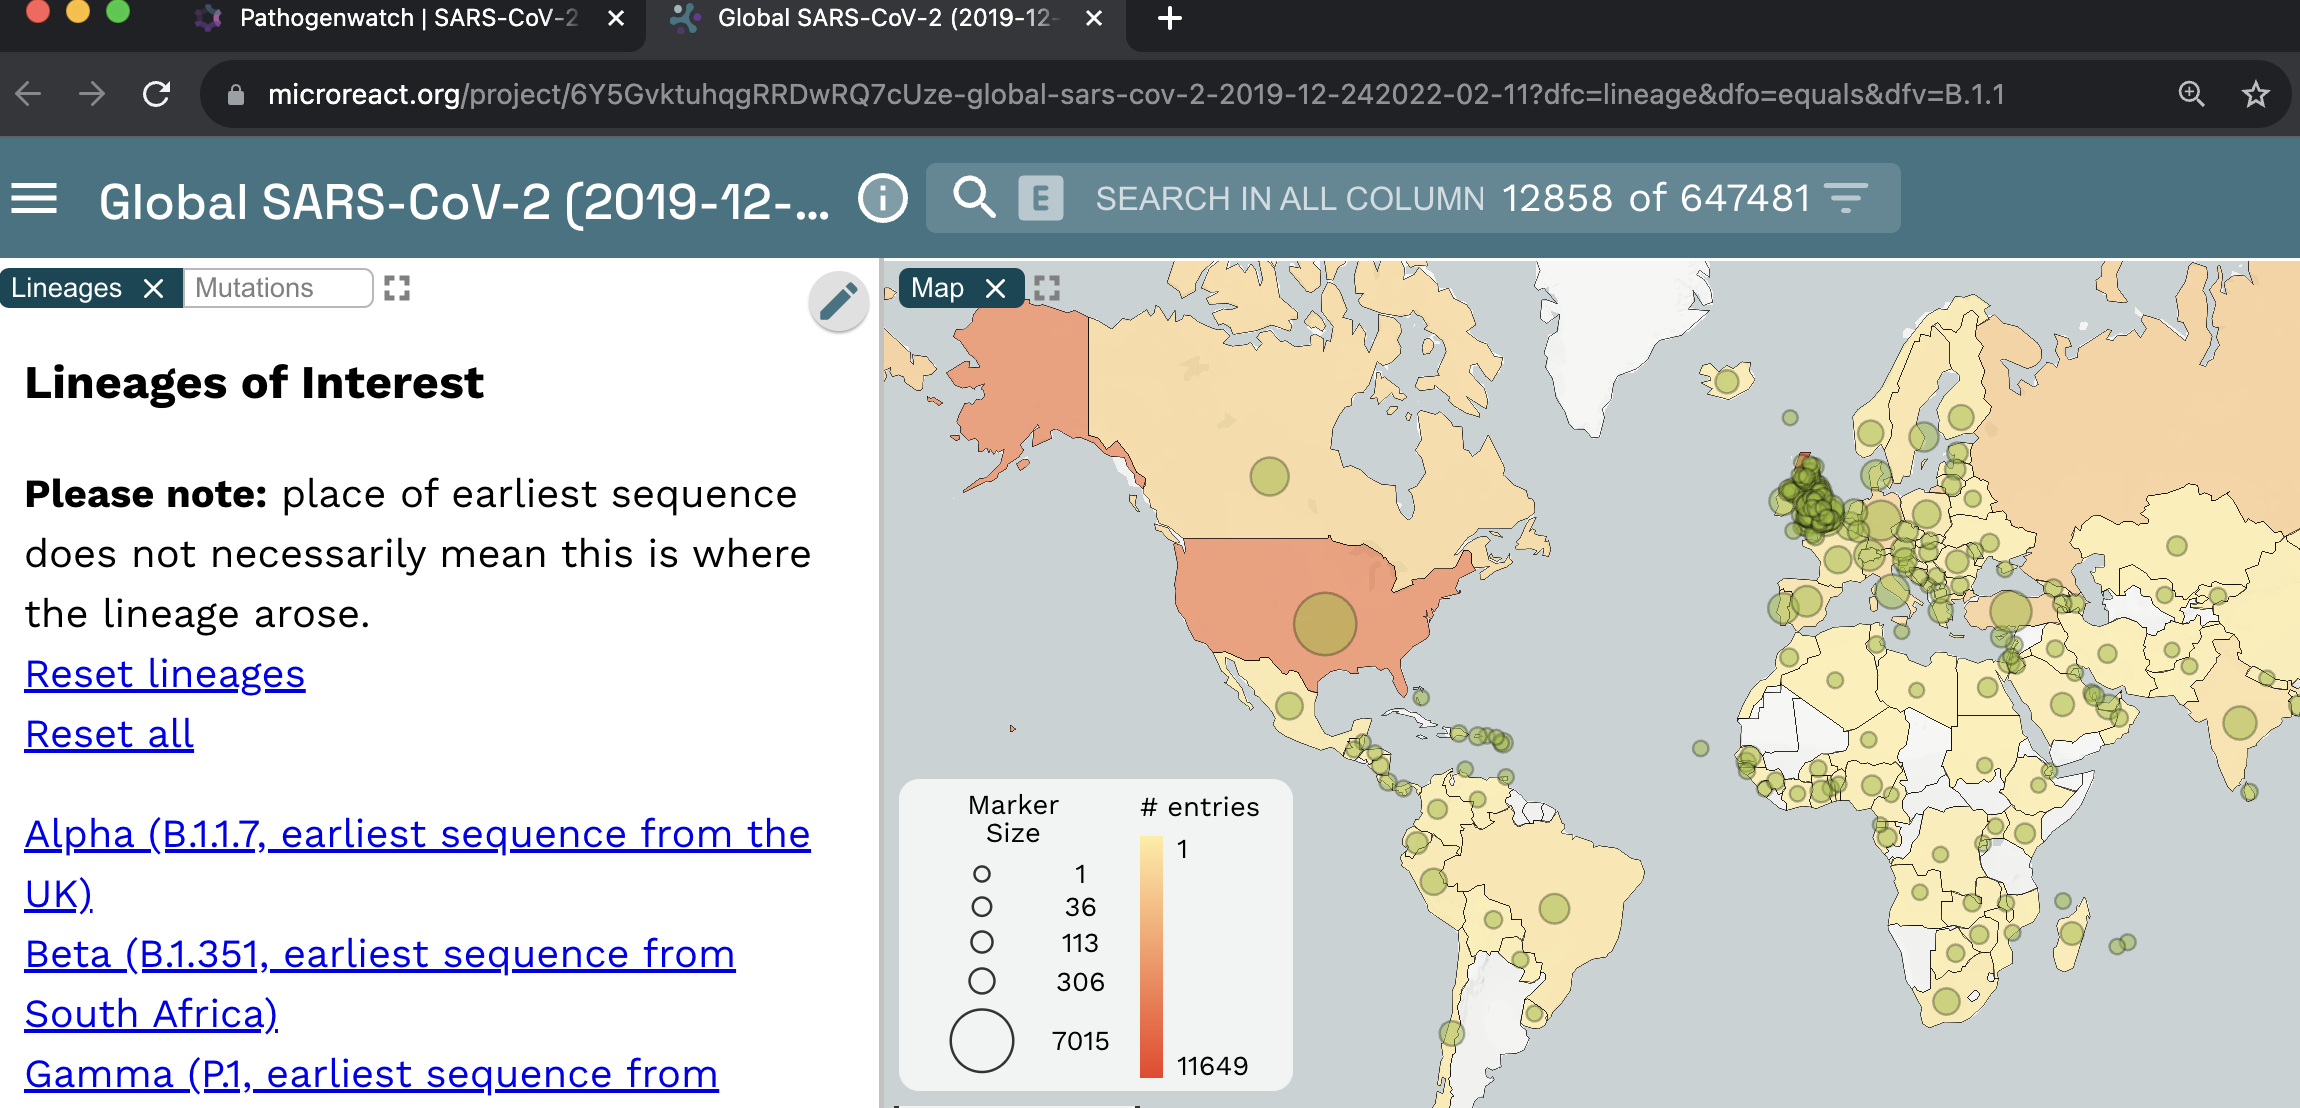 Pathogenwatch | SARS-CoV-2
Global SARS-CoV-2 (2019-12-
microreact.org/project/6Y5GvktuhqgRRDwRQ7cUze-global-sars-cov-2-2019-12-242022-02-11?dfc=lineage&dfo=equals&dfv=B.1.1
Global SARS-CoV-2 (2019-12-...
i
E
SEARCH IN ALL COLUMN 12858 of 647481
Lineages
Mutations
Lineages of Interest
Please note: place of earliest sequence
does not necessarily mean this is where
the lineage arose.
Reset lineages
Reset all
Alpha (B.1.1.7, earliest sequence from the
UK)
Beta (B.1.351, earliest sequence from
South Africa)
Gamma (P.1, earliest sequence from
Map
Marker
Size
1
36
113
306
7015
# entries
1
11649